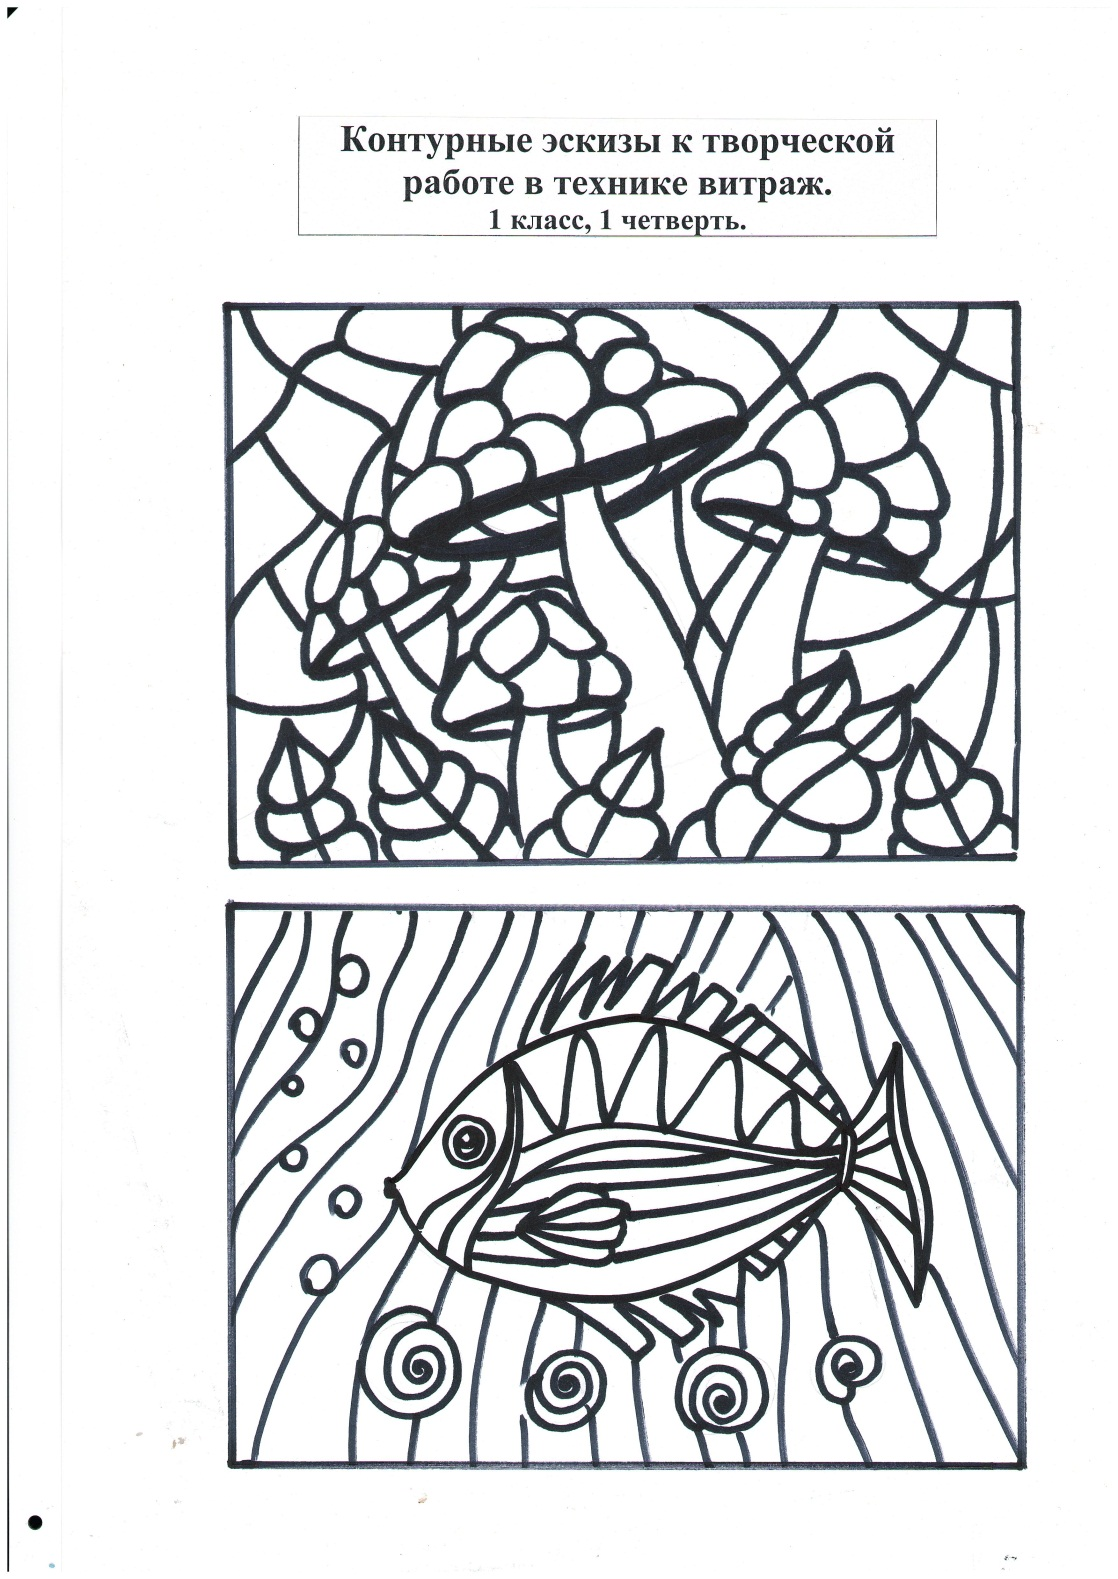 Контурные эскизы к творческой
работе в технике витраж.
1 класс, 1 четверть.